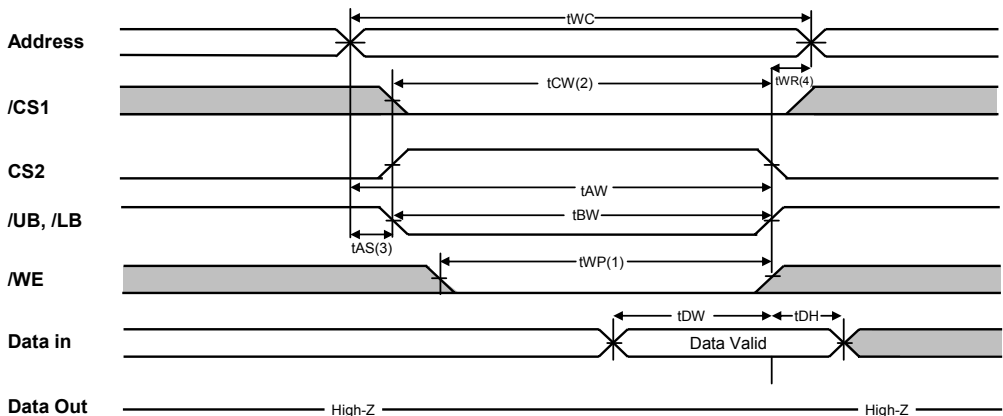 tWC
Address
tCW(2)
tWR(4)
/CS1
CS2
tAW
/UB, /LB
tBW
tAS(3)
tWP(1)
/WE
tDW
tDH
Data in
Data Valid
Data Out
High-Z
High-Z